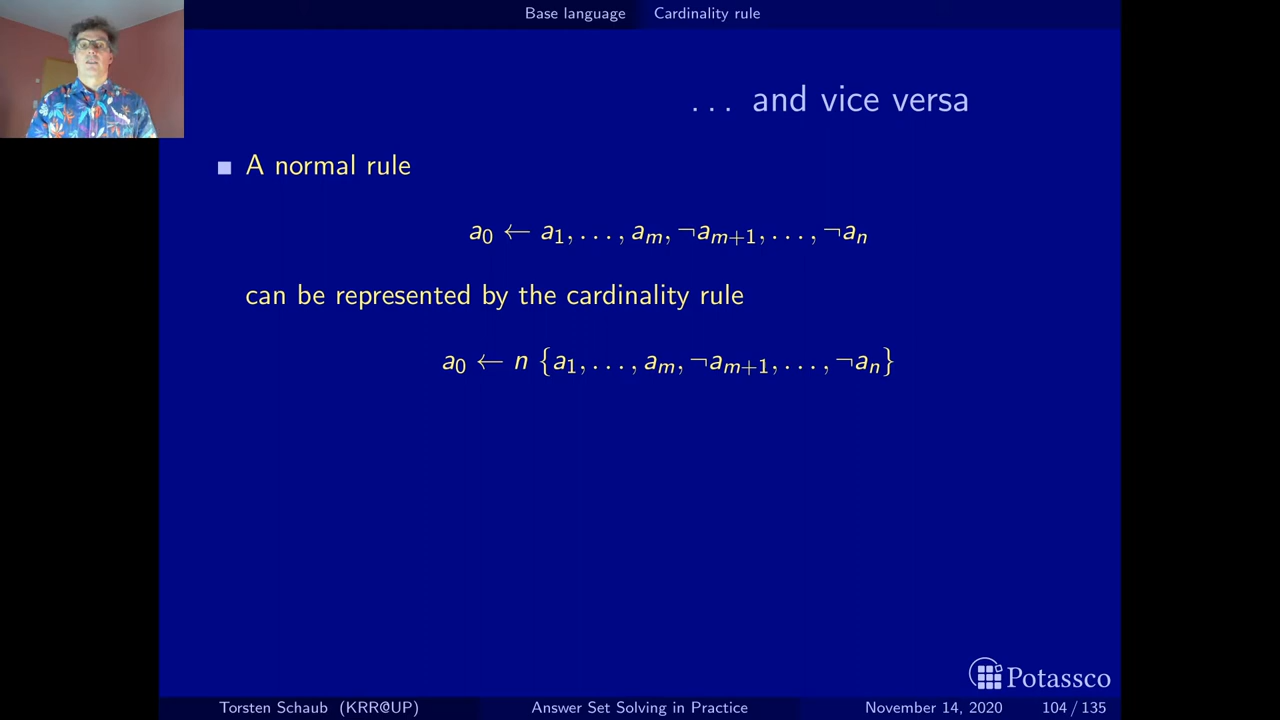 Base language Cardinality rule
. . . and vice versa
A normal rule
a₀ ← a₁, . . . , aₘ, ¬aₘ₊₁, . . . , ¬aₙ
can be represented by the cardinality rule
a₀ ← n {a₁, . . . , aₘ, ¬aₘ₊₁, . . . , ¬aₙ}
Potassco
Torsten Schaub (KRR@UP) Answer Set Solving in Practice November 14, 2020 104 / 135